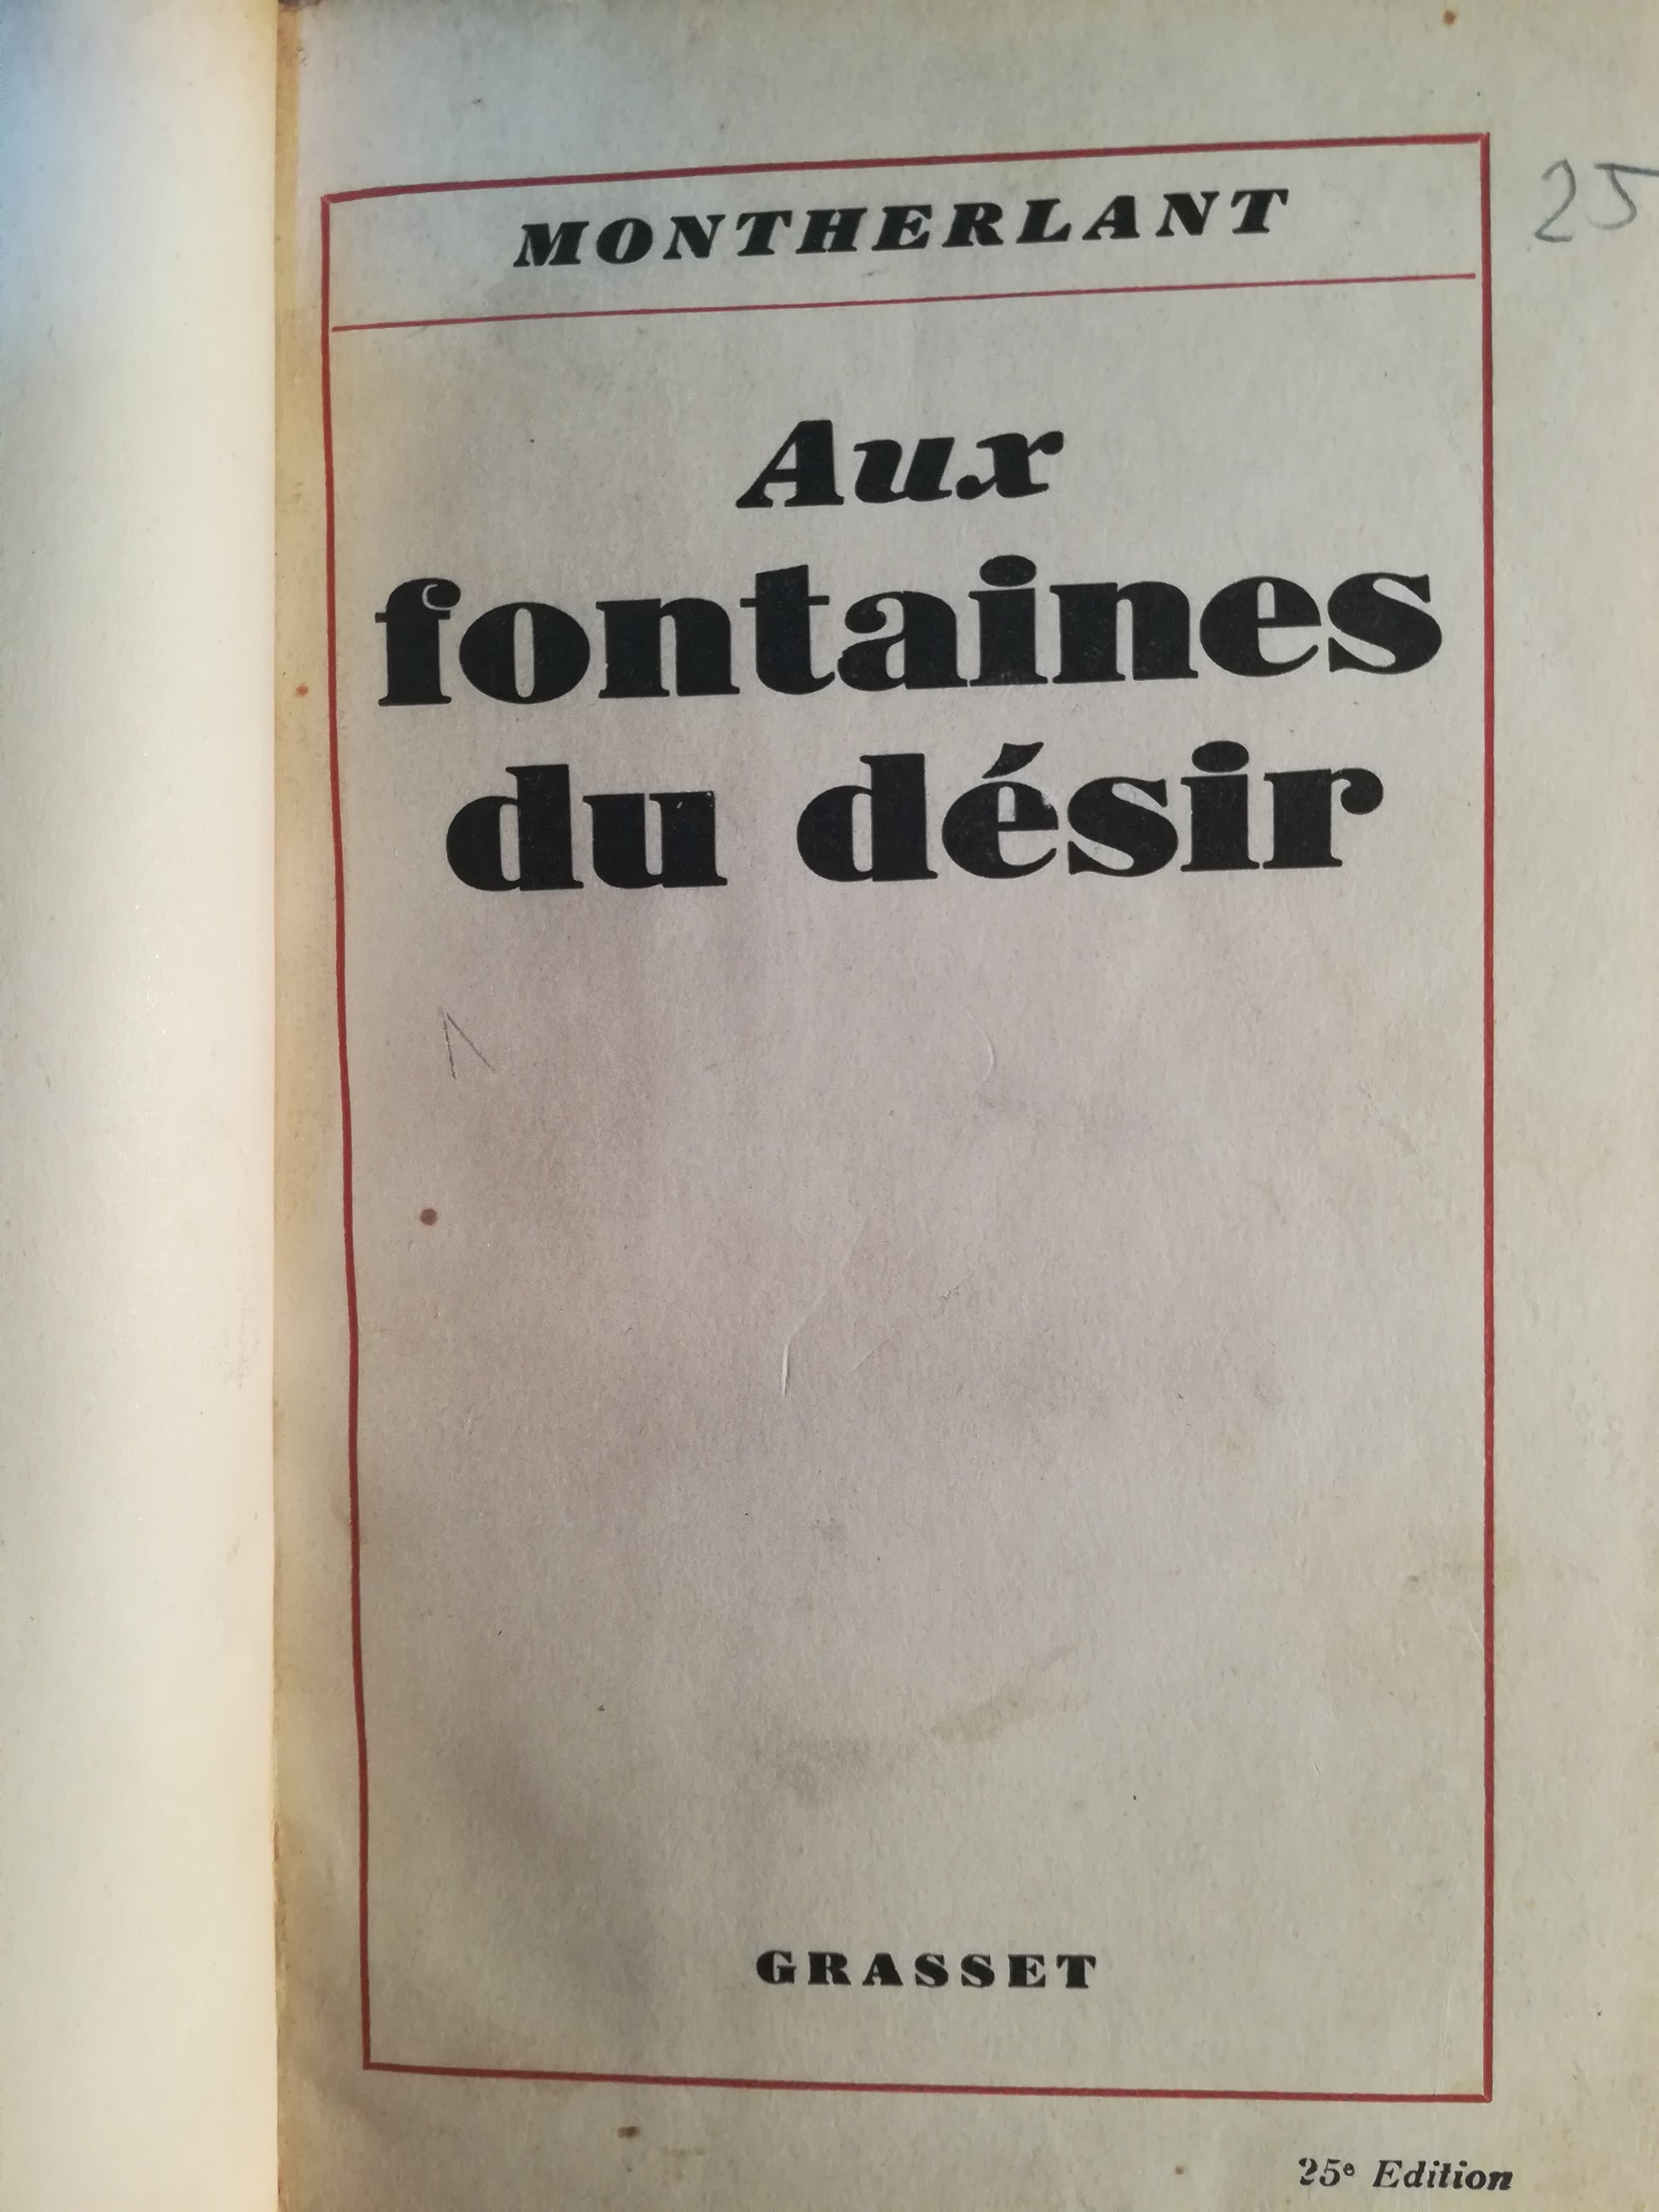 MONTHERLANT
25
Aux
fontaines
du désir
GRASSET
25e Edition